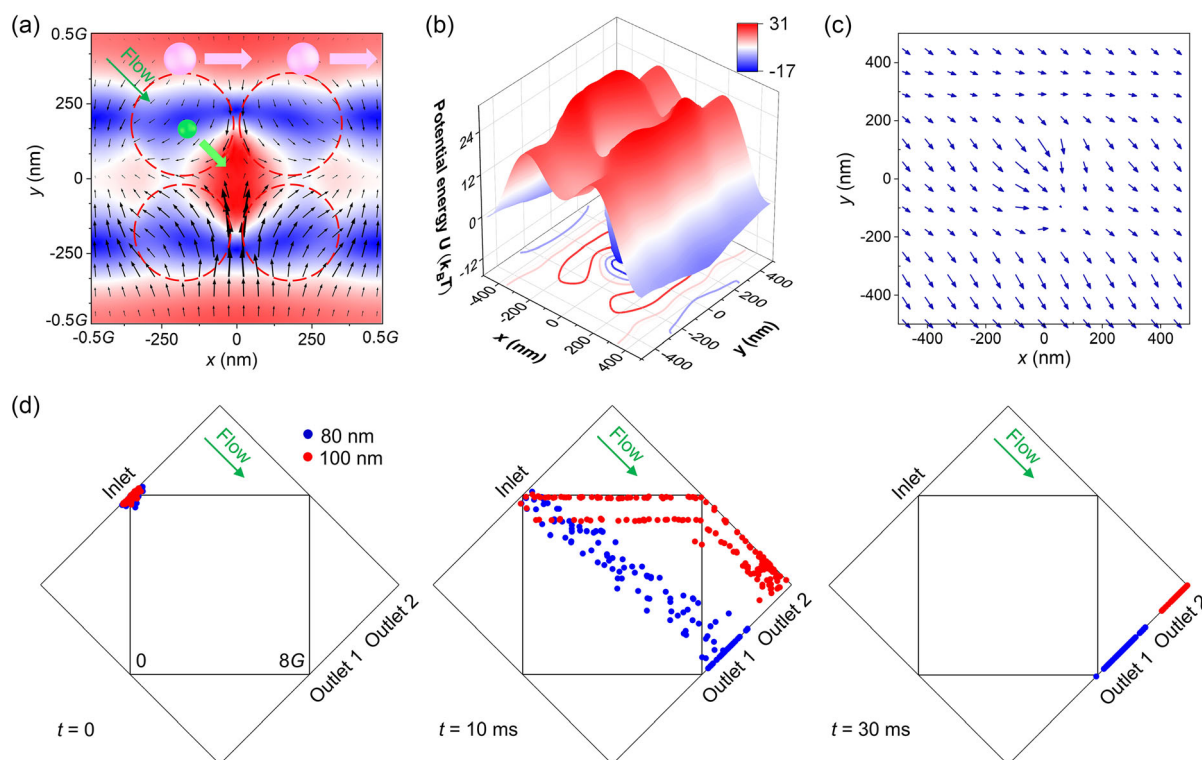 (a)
0.5G
250
0
-250
-0.5G
y (nm)
Flow
-0.5G
-250
0
250
0.5G
x (nm)
(b)
31
-17
Potential energy U (kBT)
24
12
0
-12
-400
-200
0
200
400
x (nm)
-400
-200
0
200
400
y (nm)
(c)
400
200
0
-200
-400
y (nm)
-400
-200
0
200
400
x (nm)
(d)
Inlet
Flow
80 nm
100 nm
0
8G
Outlet 1
Outlet 2
t = 0
Inlet
Flow
Outlet 1
Outlet 2
t = 10 ms
Inlet
Flow
Outlet 1
Outlet 2
t = 30 ms